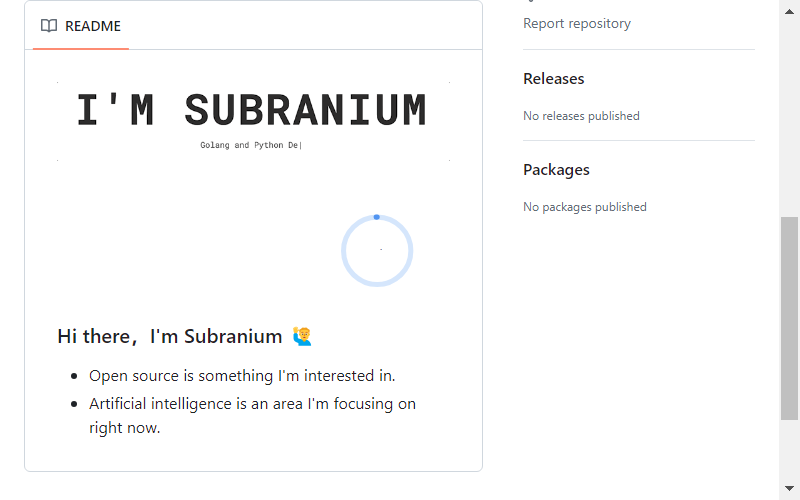 README
I'M SUBRANIUM
Golang and Python De|
Hi there，I'm Subranium 🙋‍♂️
Open source is something I'm interested in.
Artificial intelligence is an area I'm focusing on
right now.
Report repository
Releases
No releases published
Packages
No packages published